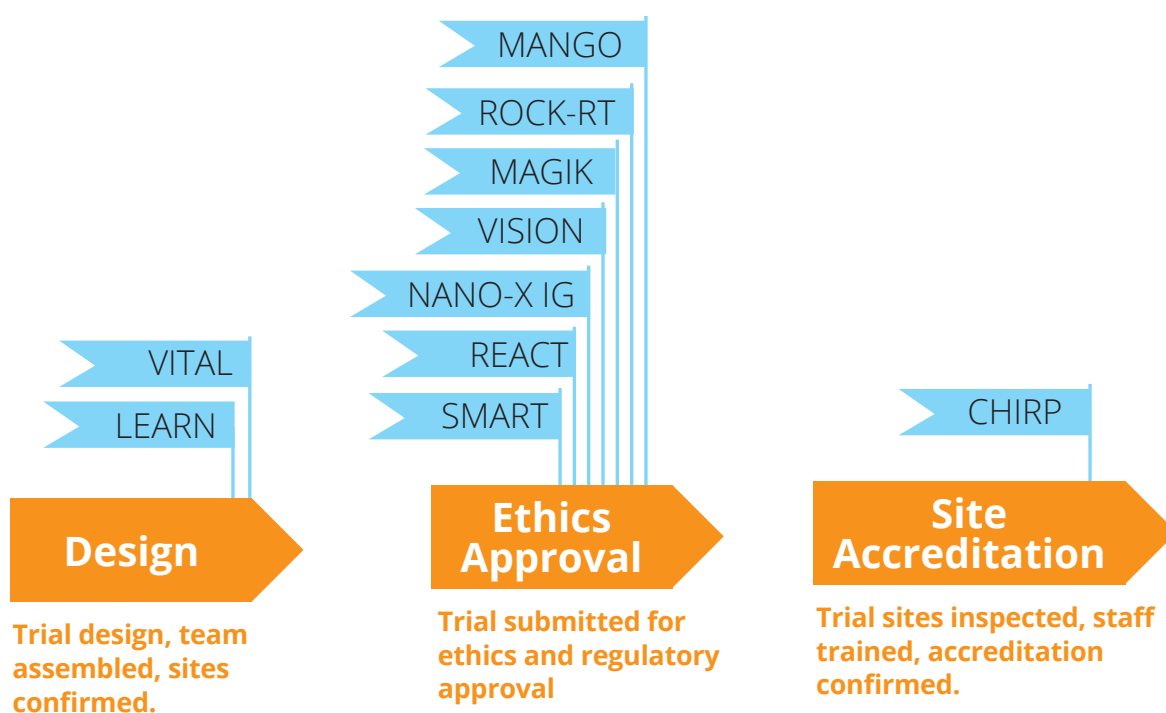 MANGO
ROCK-RT
MAGIK
VISION
NANO-X IG
REACT
SMART
VITAL
LEARN
CHIRP
Design
Trial design, team
assembled, sites
confirmed.
Ethics
Approval
Trial submitted for
ethics and regulatory
approval
Site
Accreditation
Trial sites inspected, staff
trained, accreditation
confirmed.